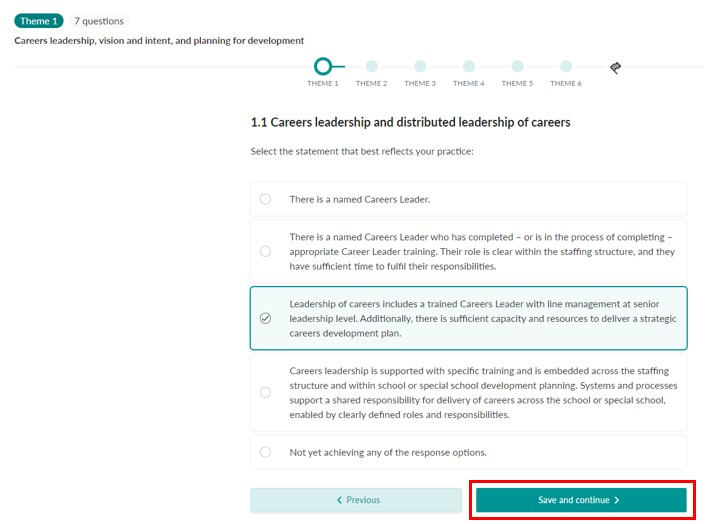 Theme 1 7 questions
Careers leadership, vision and intent, and planning for development
THEME 1 THEME 2 THEME 3 THEME 4 THEME 5 THEME 6
1.1 Careers leadership and distributed leadership of careers
Select the statement that best reflects your practice:
There is a named Careers Leader.
There is a named Careers Leader who has completed – or is in the process of completing –
appropriate Career Leader training. Their role is clear within the staffing structure, and they
have sufficient time to fulfil their responsibilities.
Leadership of careers includes a trained Careers Leader with line management at senior
leadership level. Additionally, there is sufficient capacity and resources to deliver a strategic
careers development plan.
Careers leadership is supported with specific training and is embedded across the staffing
structure and within school or special school development planning. Systems and processes
support a shared responsibility for delivery of careers across the school or special school,
enabled by clearly defined roles and responsibilities.
Not yet achieving any of the response options.
Previous Save and continue